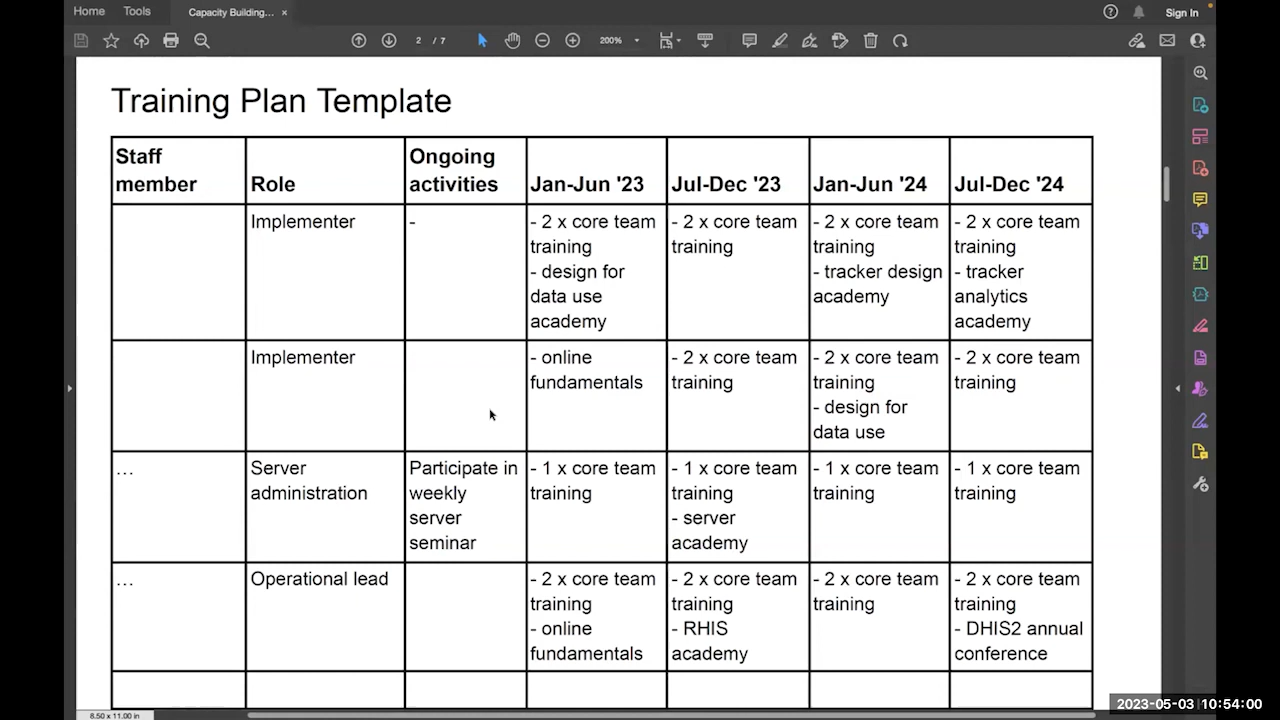 Home Tools Capacity Building... × Sign In
2 / 7 200%
Training Plan Template
Staff member Role Ongoing activities Jan-Jun '23 Jul-Dec '23 Jan-Jun '24 Jul-Dec '24
Implementer - - 2 x core team - 2 x core team - 2 x core team - 2 x core team
training training training training
- design for - tracker design - tracker
data use academy analytics
academy academy
Implementer - online - 2 x core team - 2 x core team - 2 x core team
fundamentals training training training
- design for
data use
... Server Participate in - 1 x core team - 1 x core team - 1 x core team - 1 x core team
administration weekly training training training training
server - server
seminar academy
... Operational lead - 2 x core team - 2 x core team - 2 x core team - 2 x core team
training training training training
- online - RHIS - DHIS2 annual
fundamentals academy conference
8.50 x 11.00 in
2023-05-03 10:54:00